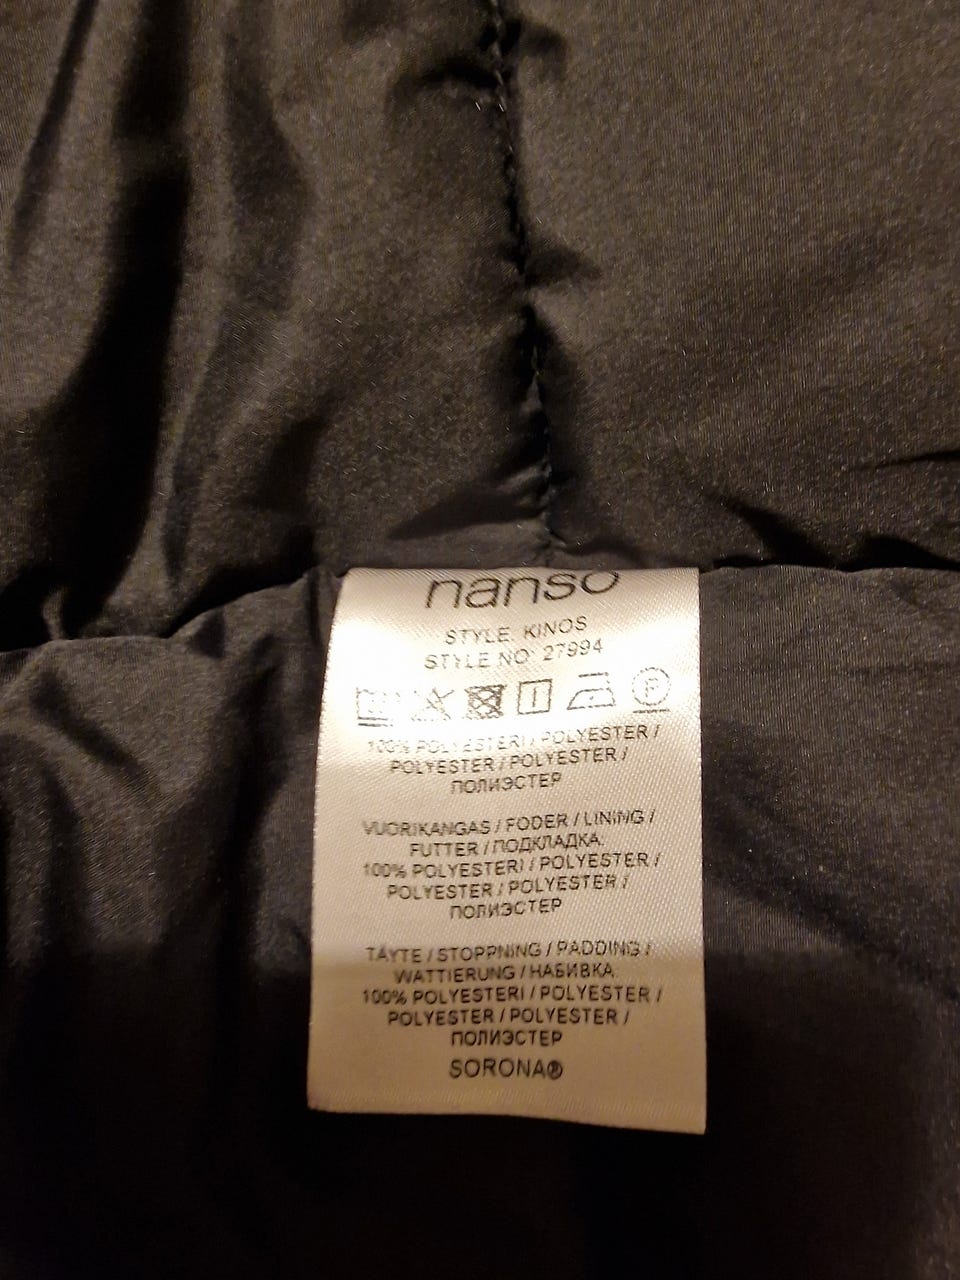 nanso
STYLE: KINOS
STYLE NO: 27994
P
100% POLYESTERI / POLYESTER /
POLYESTER / POLYESTER /
ПОЛИЭСТЕР
VUORIKANGAS / FODER / LINING /
FUTTER / ПОДКЛАДКА:
100% POLYESTERI / POLYESTER /
POLYESTER / POLYESTER /
ПОЛИЭСТЕР
TÄYTE / STOPPNING / PADDING /
WATTIERUNG / НАБИВКА:
100% POLYESTERI / POLYESTER /
POLYESTER / POLYESTER /
ПОЛИЭСТЕР
SORONA®